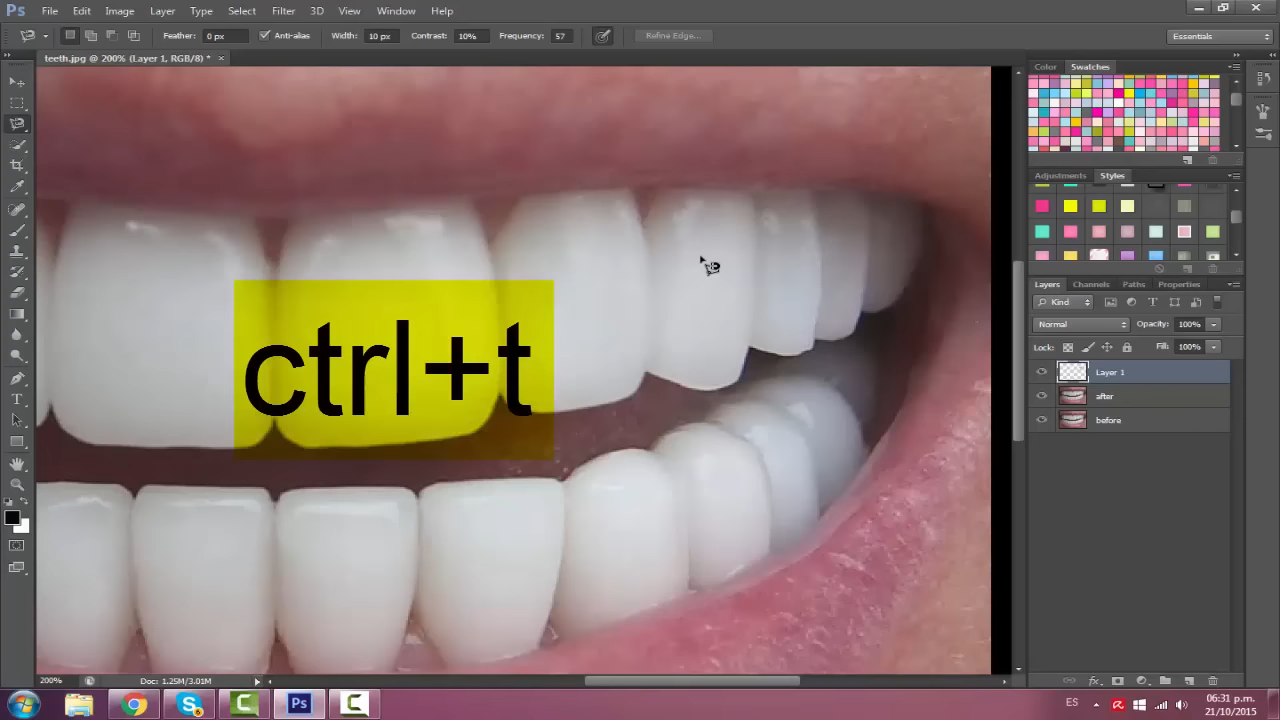 Ps File Edit Image Layer Type Select Filter 3D View Window Help
Feather: 0 px Anti-alias Width: 10 px Contrast: 10% Frequency: 57 Refine Edge... Essentials
teeth.jpg @ 200% (Layer 1, RGB/8) * ×
Color Swatches
Adjustments Styles
Layers Channels Paths Properties
Kind
Normal Opacity: 100%
Lock: Fill: 100%
Layer 1
after
before
ctrl+t
200% Doc: 1.25M/3.01M
Ps ES 06:31 p.m.
21/10/2015